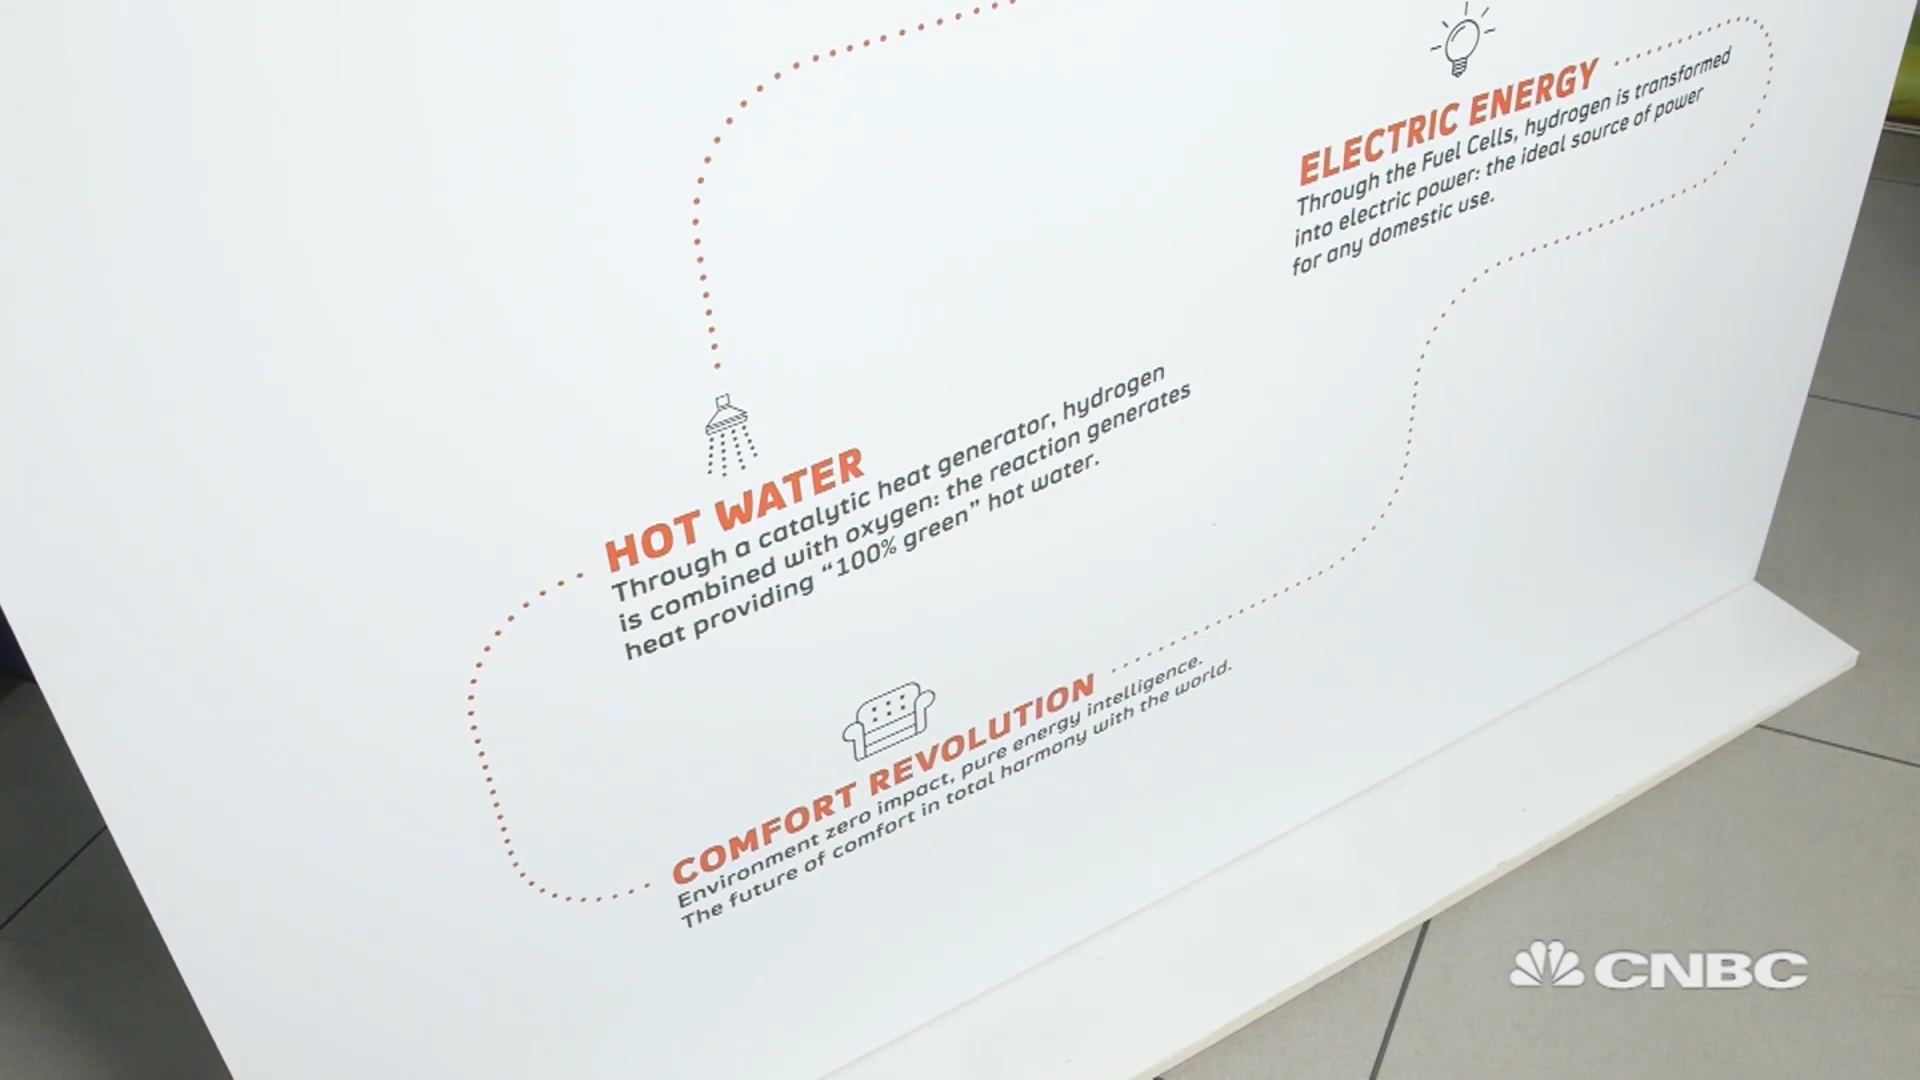 ELECTRIC ENERGY
Through the Fuel Cells, hydrogen is transformed
into electric power: the ideal source of power
for any domestic use.
HOT WATER
Through a catalytic heat generator, hydrogen
is combined with oxygen: the reaction generates
heat providing “100% green” hot water.
COMFORT REVOLUTION
Environment zero impact, pure energy intelligence.
The future of comfort in total harmony with the world.
CNBC